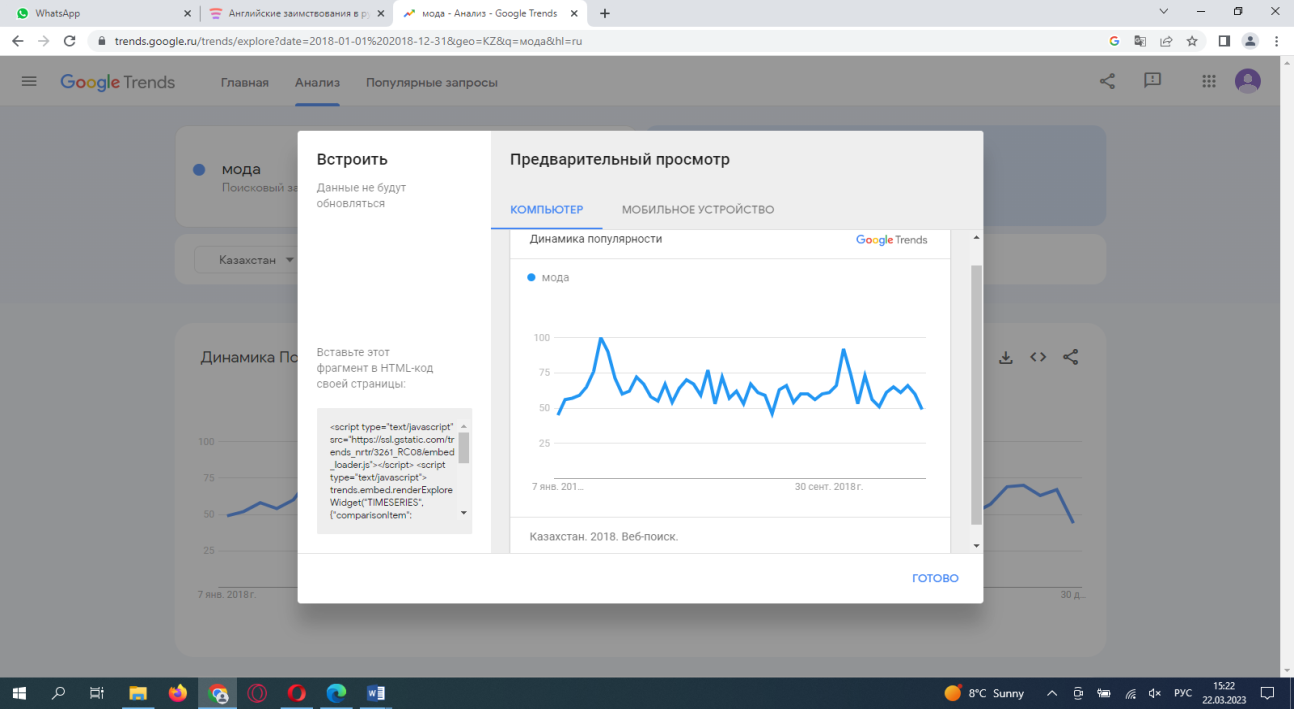 WhatsApp
Английские заимствования в ру
мода - Анализ - Google Trends
trends.google.ru/trends/explore?date=2018-01-01%202018-12-31&geo=KZ&q=мода&hl=ru
Google Trends
Главная
Анализ
Популярные запросы
мода
Поисковый за
Казахстан
Динамика По
100
75
50
25
7 янв. 2018 г.
30 д...
Встроить
Данные не будут
обновляться
Вставьте этот
фрагмент в HTML-код
своей страницы:
<script type="text/javascript"
src="https://ssl.gstatic.com/tr
ends_nrtr/3261_RC08/embed
_loader.js"></script> <script
type="text/javascript">
trends.embed.renderExplore
Widget("TIMESERIES",
{"comparisonItem":
Предварительный просмотр
КОМПЬЮТЕР
МОБИЛЬНОЕ УСТРОЙСТВО
Динамика популярности
Google Trends
мода
100
75
50
25
7 янв. 201...
30 сент. 2018 г.
Казахстан. 2018. Веб-поиск.
ГОТОВО
8°C Sunny
РУС
15:22
22.03.2023